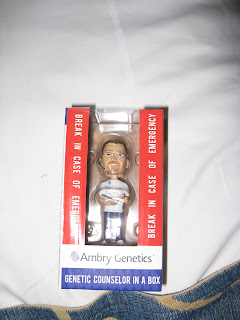 BREAK IN CASE OF EMERGENCY
BREAK IN CASE OF EMERGENCY
Ambry Genetics
GENETIC COUNSELOR IN A BOX